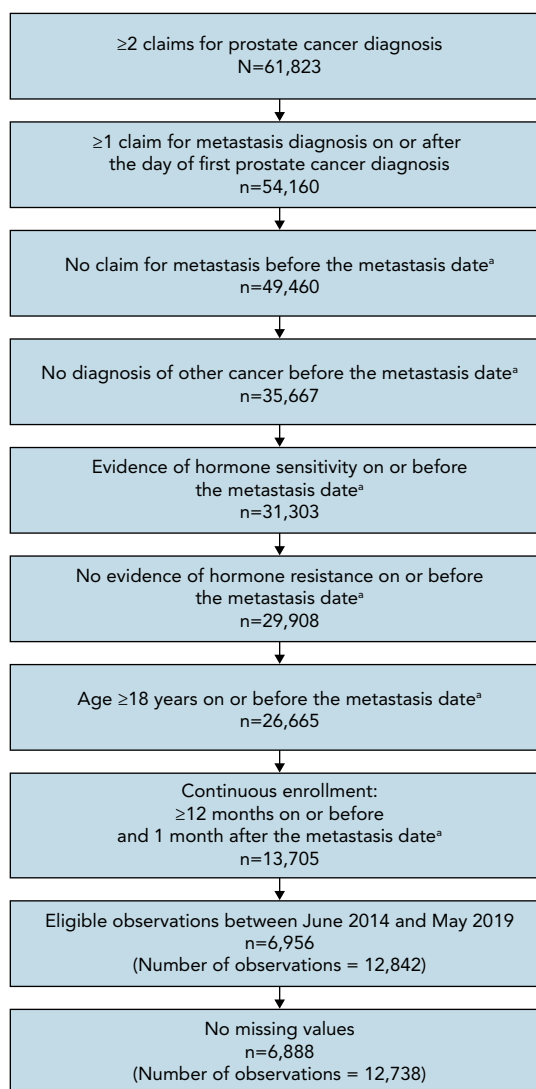 ≥2 claims for prostate cancer diagnosis
N=61,823
≥1 claim for metastasis diagnosis on or after
the day of first prostate cancer diagnosis
n=54,160
No claim for metastasis before the metastasis dateᵃ
n=49,460
No diagnosis of other cancer before the metastasis dateᵃ
n=35,667
Evidence of hormone sensitivity on or before
the metastasis dateᵃ
n=31,303
No evidence of hormone resistance on or before
the metastasis dateᵃ
n=29,908
Age ≥18 years on or before the metastasis dateᵃ
n=26,665
Continuous enrollment:
≥12 months on or before
and 1 month after the metastasis dateᵃ
n=13,705
Eligible observations between June 2014 and May 2019
n=6,956
(Number of observations = 12,842)
No missing values
n=6,888
(Number of observations = 12,738)